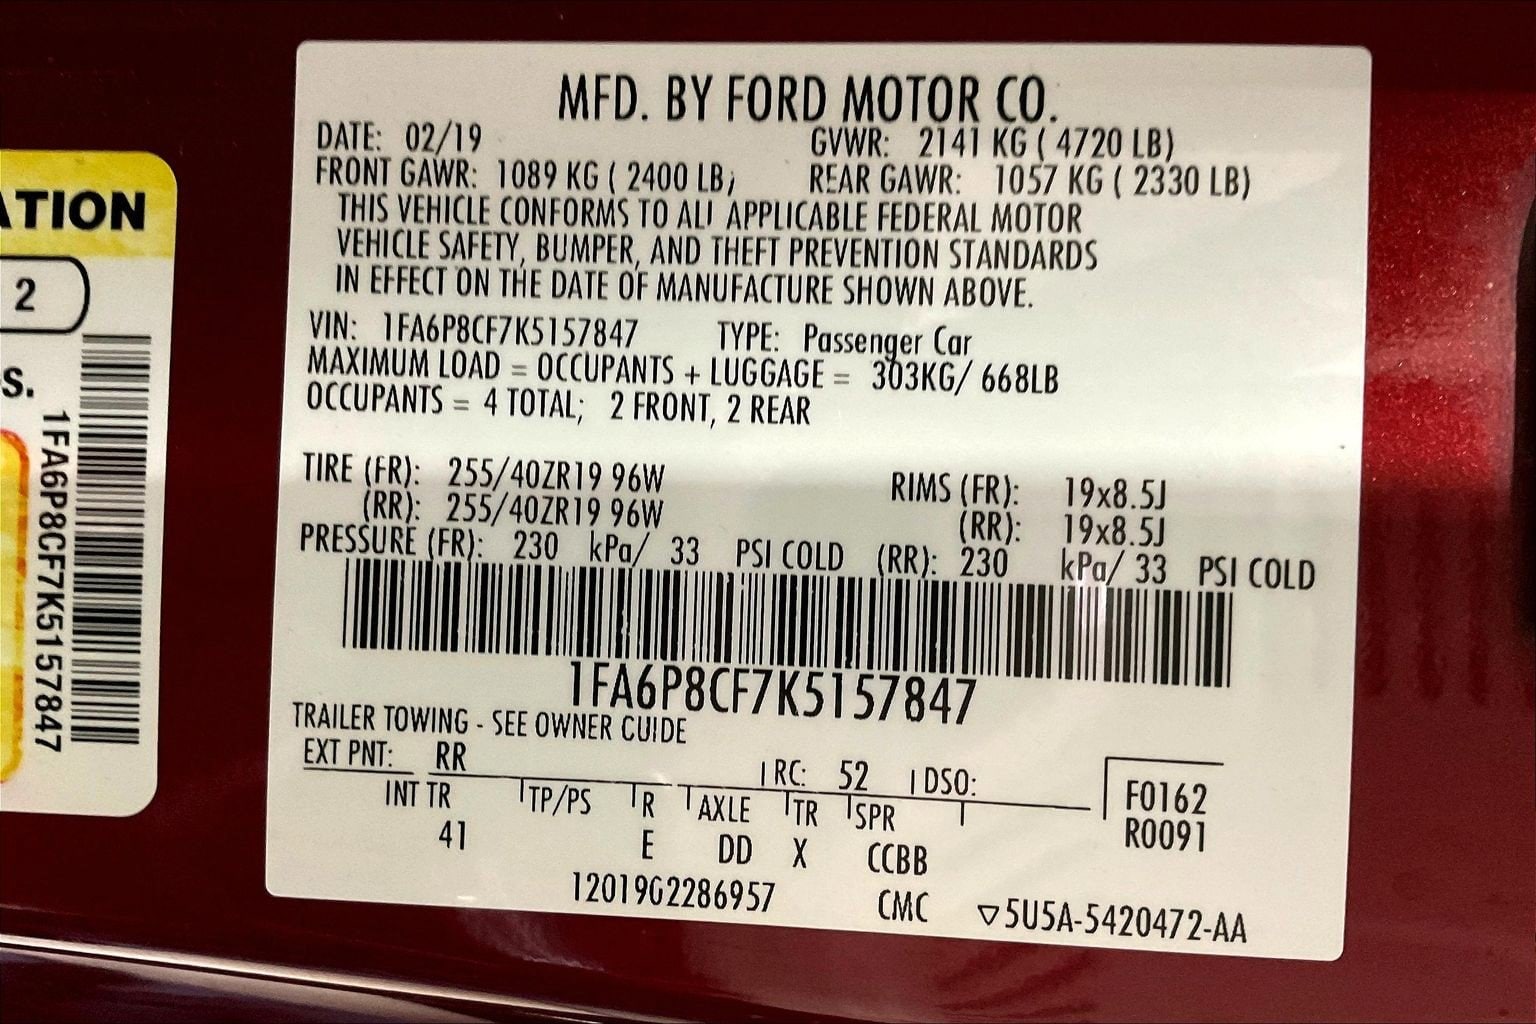 MFD. BY FORD MOTOR CO.
DATE: 02/19 GVWR: 2141 KG ( 4720 LB)
FRONT GAWR: 1089 KG ( 2400 LB) REAR GAWR: 1057 KG ( 2330 LB)
THIS VEHICLE CONFORMS TO ALL APPLICABLE FEDERAL MOTOR
VEHICLE SAFETY, BUMPER, AND THEFT PREVENTION STANDARDS
IN EFFECT ON THE DATE OF MANUFACTURE SHOWN ABOVE.
VIN: 1FA6P8CF7K5157847 TYPE: Passenger Car
MAXIMUM LOAD = OCCUPANTS + LUGGAGE = 303KG/ 668LB
OCCUPANTS = 4 TOTAL; 2 FRONT, 2 REAR
TIRE (FR): 255/40ZR19 96W RIMS (FR): 19x8.5J
(RR): 255/40ZR19 96W (RR): 19x8.5J
PRESSURE (FR): 230 kPa/ 33 PSI COLD (RR): 230 kPa/ 33 PSI COLD
1FA6P8CF7K5157847
TRAILER TOWING - SEE OWNER GUIDE
EXT PNT: RR RC: 52 DSO:
INT TR TP/PS R AXLE TR SPR F0162
41 E DD X CCBB R0091
12019G2286957 CMC ▽5U5A-5420472-AA
ATION
2
S.
1FA6P8CF7K5157847